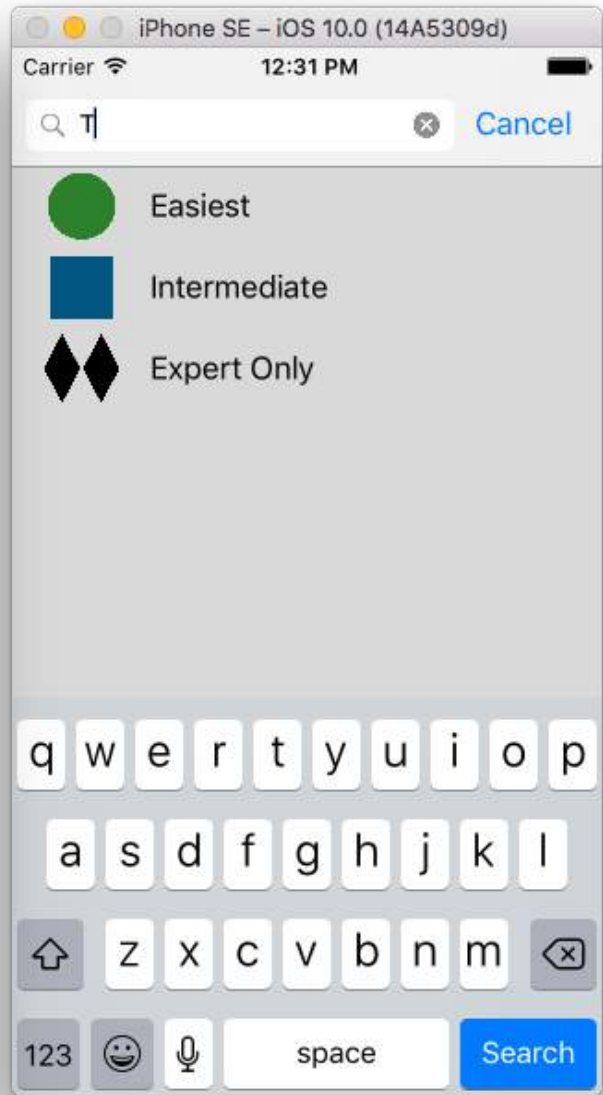 iPhone SE – iOS 10.0 (14A5309d)
Carrier 12:31 PM
T Cancel
Easiest
Intermediate
Expert Only
q w e r t y u i o p
a s d f g h j k l
z x c v b n m
123 space Search